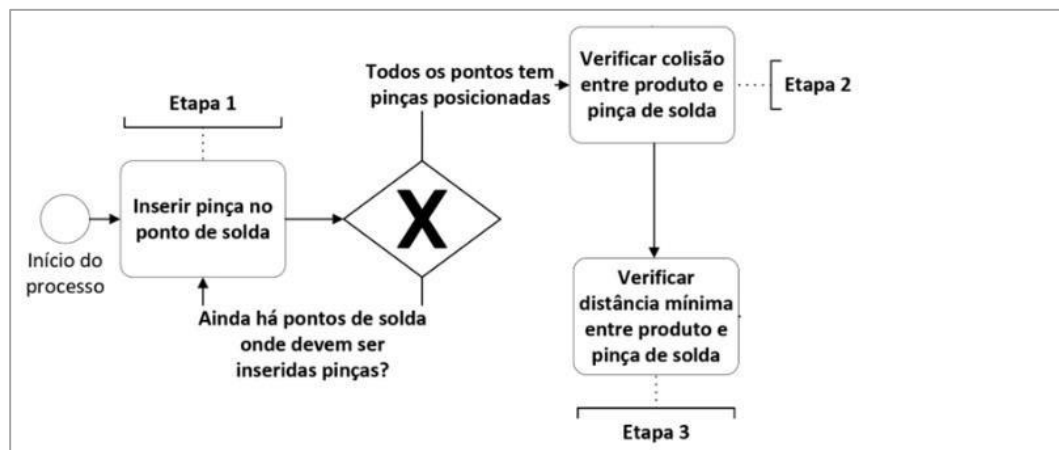 Etapa 1
Inserir pinça no
ponto de solda
Início do
processo
Ainda há pontos de solda
onde devem ser
inseridas pinças?
X
Todos os pontos tem
pinças posicionadas
Verificar colisão
entre produto e
pinça de solda
Etapa 2
Verificar
distância mínima
entre produto e
pinça de solda
Etapa 3